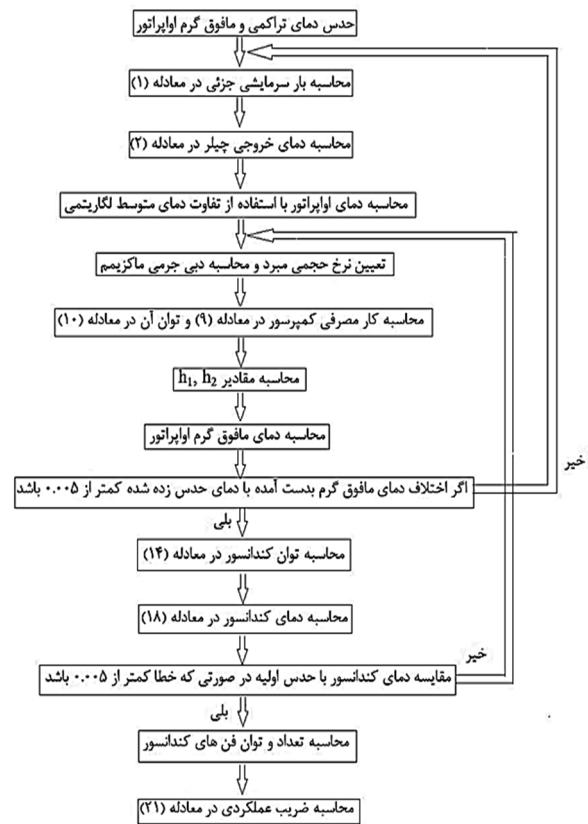 حدس دمای تراکمی و مافوق گرم اواپراتور
محاسبه بار سرمایشی جزئی در معادله (۱)
محاسبه دمای خروجی چیلر در معادله (۲)
محاسبه دمای اواپراتور با استفاده از تفاوت دمای متوسط لگاریتمی
تعیین نرخ حجمی مبرد و محاسبه دبی جرمی ماکزیمم
محاسبه کار مصرفی کمپرسور در معادله (۹) و توان آن در معادله (۱۰)
محاسبه مقادیر h₁, h₂
محاسبه دمای مافوق گرم اواپراتور
خیر
اگر اختلاف دمای مافوق گرم بدست آمده با دمای حدس زده شده کمتر از ۰.۰۰۵ باشد
بلی
محاسبه توان کندانسور در معادله (۱۴)
محاسبه دمای کندانسور در معادله (۱۸)
خیر
مقایسه دمای کندانسور با حدس اولیه در صورتی که خطا کمتر از ۰.۰۰۵ باشد
بلی
محاسبه تعداد و توان فن های کندانسور
محاسبه ضریب عملکردی در معادله (۲۱)